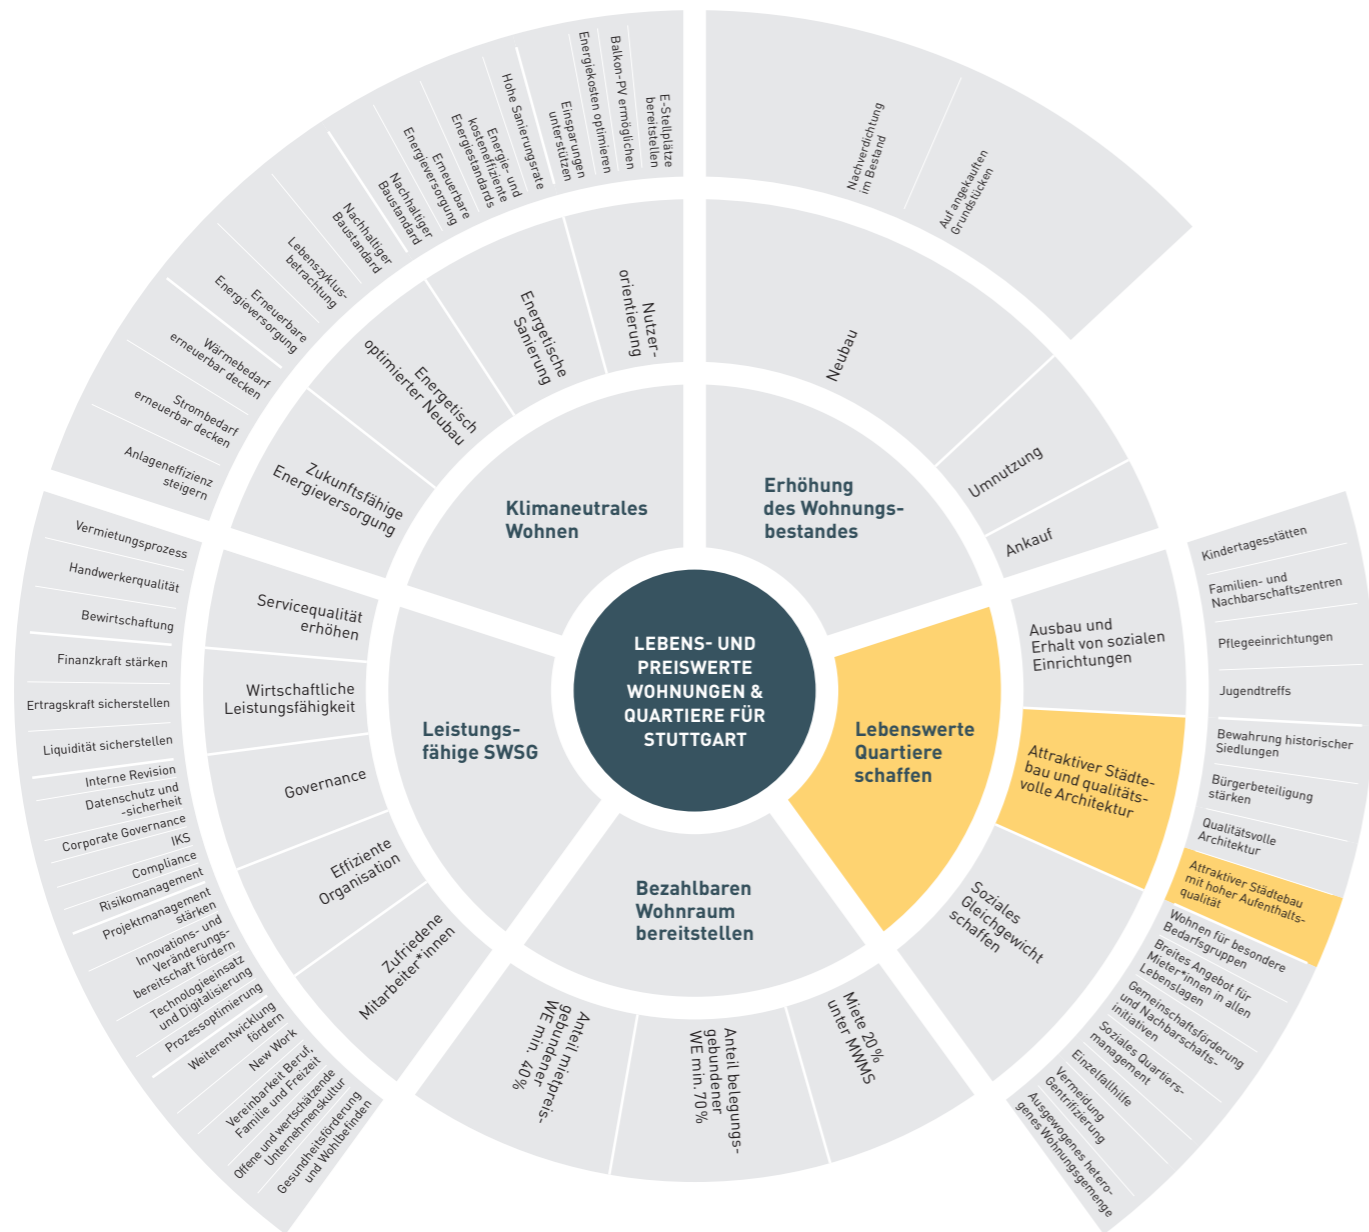 LEBENS- UND
PREISWERTE
WOHNUNGEN &
QUARTIERE FÜR
STUTTGART
Klimaneutrales
Wohnen
Zukunftsfähige
Energieversorgung
Anlageneffizienz
steigern
Strombedarf
erneuerbar decken
Wärmebedarf
erneuerbar decken
Energetisch
optimierter Neubau
Erneuerbare
Energieversorgung
Lebenszyklus-
betrachtung
Nachhaltiger
Baustandard
Energetische
Sanierung
Nachhaltiger
Baustandard
Erneuerbare
Energieversorgung
Energie- und
kosteneffiziente
Energiestandards
Hohe Sanierungsrate
Nutzer-
orientierung
Einsparungen
unterstützen
Energiekosten optimieren
Balkon-PV ermöglichen
E-Stellplätze
bereitstellen
Erhöhung
des Wohnungs-
bestandes
Neubau
Nachverdichtung
im Bestand
Auf angekauften
Grundstücken
Umnutzung
Ankauf
Lebenswerte
Quartiere
schaffen
Ausbau und
Erhalt von sozialen
Einrichtungen
Kindertagesstätten
Familien- und
Nachbarschaftszentren
Pflegeeinrichtungen
Jugendtreffs
Attraktiver Städte-
bau und qualitäts-
volle Architektur
Bewahrung historischer
Siedlungen
Bürgerbeteiligung
stärken
Qualitätsvolle
Architektur
Attraktiver Städtebau
mit hoher Aufenthalts-
qualität
Soziales
Gleichgewicht
schaffen
Wohnen für besondere
Bedarfsgruppen
Breites Angebot für
Mieter*innen in allen
Lebenslagen
Gemeinschaftsförderung
und Nachbarschafts-
initiativen
Soziales Quartiers-
management
Einzelfallhilfe
Vermeidung
Gentrifizierung
Ausgewogenes hetero-
genes Wohnungsgemenge
Bezahlbaren
Wohnraum
bereitstellen
Miete 20 %
unter MWMS
Anteil belegungs-
gebundener
WE min. 70 %
Anteil mietpreis-
gebundener
WE min. 40 %
Leistungs-
fähige SWSG
Servicequalität
erhöhen
Vermietungsprozess
Handwerkerqualität
Bewirtschaftung
Wirtschaftliche
Leistungsfähigkeit
Finanzkraft stärken
Ertragskraft sicherstellen
Liquidität sicherstellen
Governance
Interne Revision
Datenschutz und
-sicherheit
Corporate Governance
IKS
Compliance
Risikomanagement
Effiziente
Organisation
Projektmanagement
stärken
Innovations- und
Veränderungs-
bereitschaft fördern
Technologieeinsatz
und Digitalisierung
Prozessoptimierung
Zufriedene
Mitarbeiter*innen
Weiterentwicklung
fördern
New Work
Vereinbarkeit Beruf,
Familie und Freizeit
Offene und wertschätzende
Unternehmenskultur
Gesundheitsförderung
und Wohlbefinden